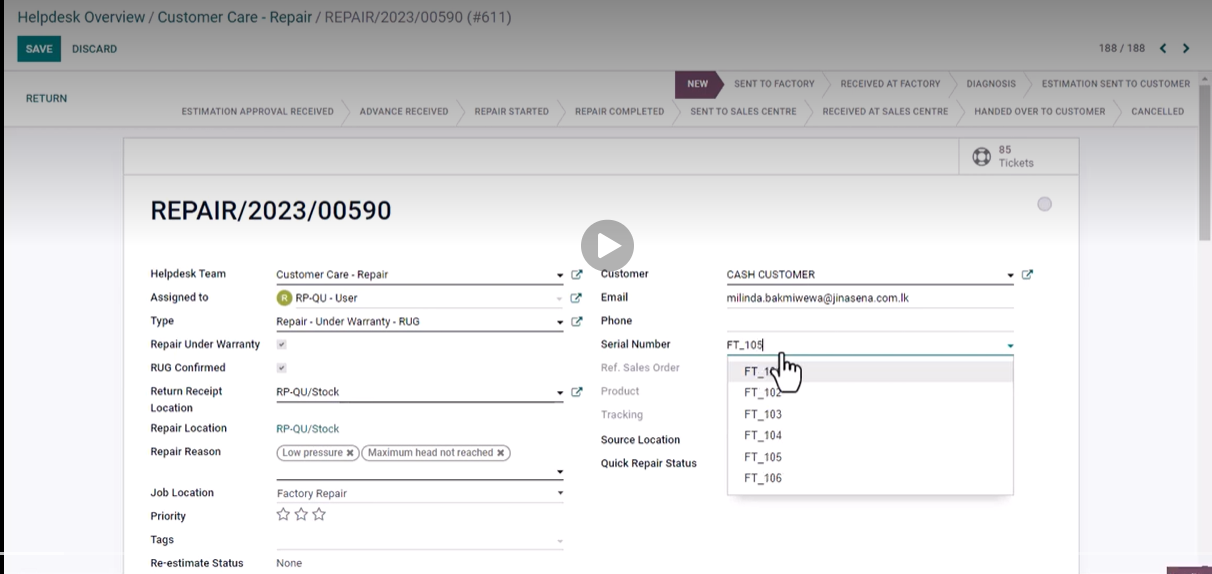 Helpdesk Overview / Customer Care - Repair / REPAIR/2023/00590 (#611)
SAVE DISCARD 188 / 188
RETURN
NEW SENT TO FACTORY RECEIVED AT FACTORY DIAGNOSIS ESTIMATION SENT TO CUSTOMER
ESTIMATION APPROVAL RECEIVED ADVANCE RECEIVED REPAIR STARTED REPAIR COMPLETED SENT TO SALES CENTRE RECEIVED AT SALES CENTRE HANDED OVER TO CUSTOMER CANCELLED
85
Tickets
REPAIR/2023/00590
Helpdesk Team Customer Care - Repair
Assigned to R RP-QU - User
Type Repair - Under Warranty - RUG
Repair Under Warranty
RUG Confirmed
Return Receipt
Location
RP-QU/Stock
Repair Location RP-QU/Stock
Repair Reason Low pressure × Maximum head not reached ×
Job Location Factory Repair
Priority
Tags
Re-estimate Status None
Customer CASH CUSTOMER
Email milinda.bakmiwewa@jinasena.com.lk
Phone
Serial Number FT_105
Ref. Sales Order
Product
Tracking
Source Location
Quick Repair Status
FT_102
FT_103
FT_104
FT_105
FT_106